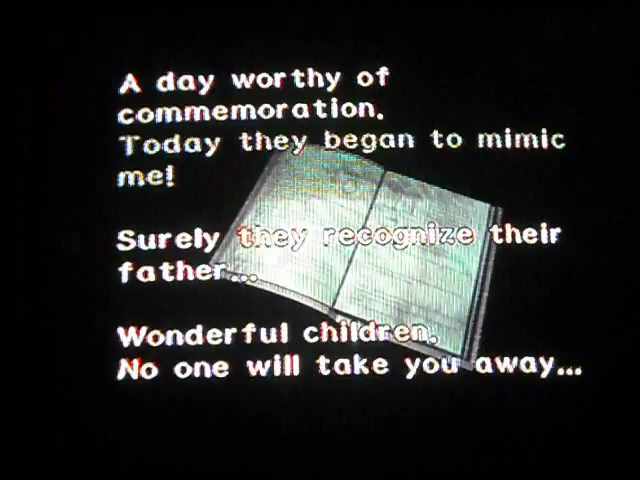 A day worthy of
commemoration.
Today they began to mimic
me!
Surely they recognize their
father...
Wonderful children.
No one will take you away...